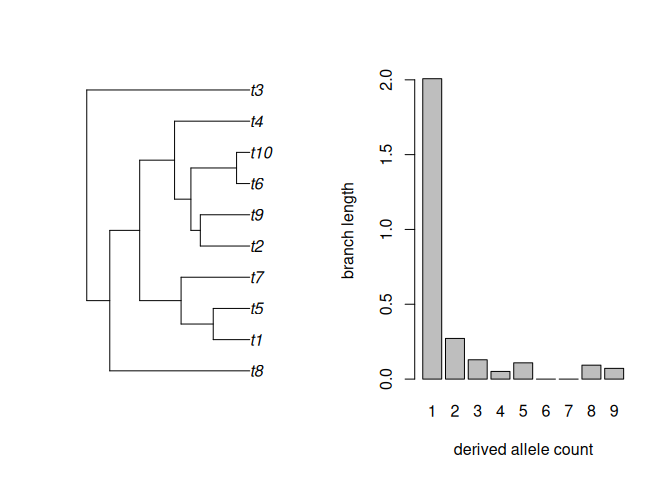 t3
t4
t10
t6
t9
t2
t7
t5
t1
t8
branch length
2.0
1.5
1.0
0.5
0.0
1 2 3 4 5 6 7 8 9
derived allele count